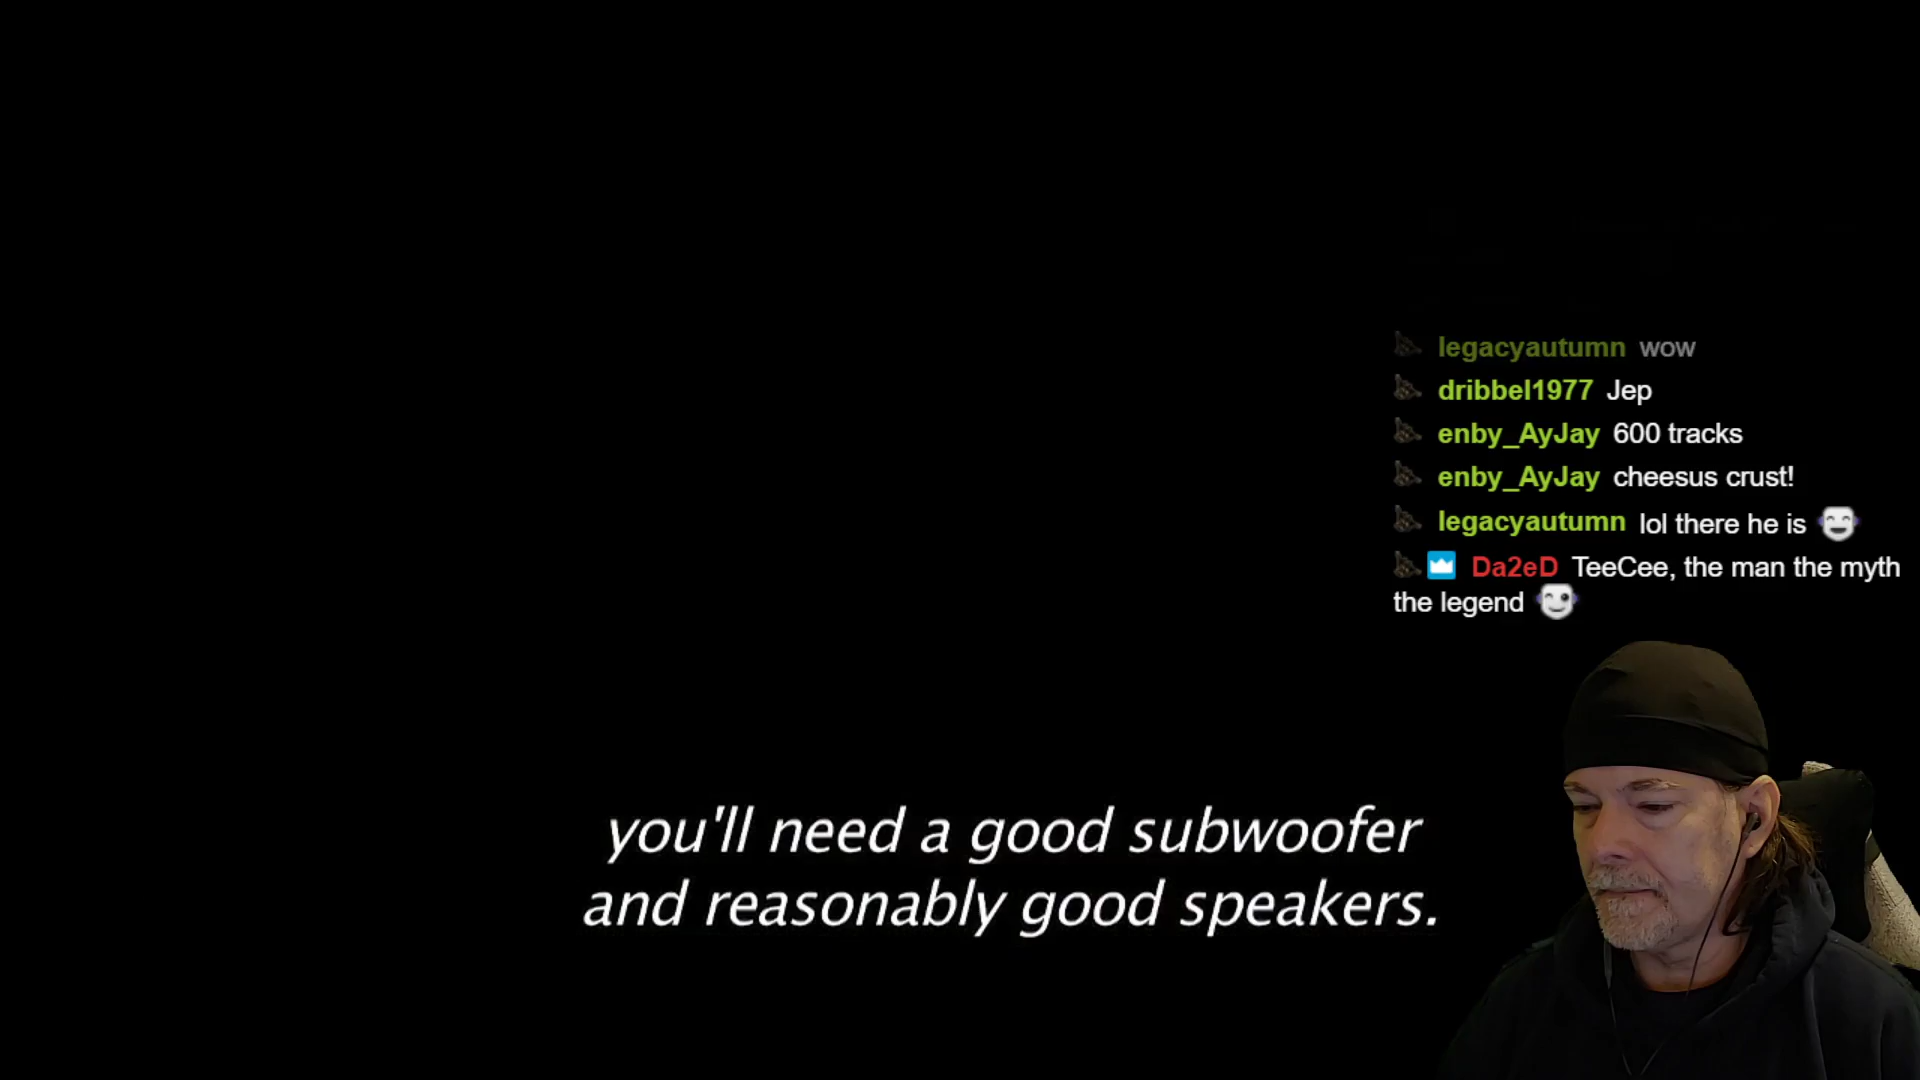 legacyautumn wow
dribbel1977 Jep
enby_AyJay 600 tracks
enby_AyJay cheesus crust!
legacyautumn lol there he is
Da2eD TeeCee, the man the myth
the legend
you'll need a good subwoofer
and reasonably good speakers.